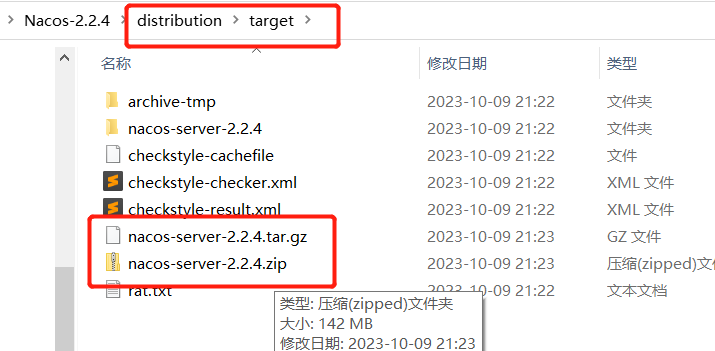 Nacos-2.2.4 > distribution > target >
名称 修改日期 类型
archive-tmp 2023-10-09 21:22 文件夹
nacos-server-2.2.4 2023-10-09 21:22 文件夹
checkstyle-cachefile 2023-10-09 21:22 文件
checkstyle-checker.xml 2023-10-09 21:22 XML 文件
checkstyle-result.xml 2023-10-09 21:22 XML 文件
nacos-server-2.2.4.tar.gz 2023-10-09 21:23 GZ 文件
nacos-server-2.2.4.zip 2023-10-09 21:23 压缩(zipped)文件
rat.txt 2023-10-09 21:22 文本文档
类型: 压缩(zipped)文件夹
大小: 142 MB
修改日期: 2023-10-09 21:23